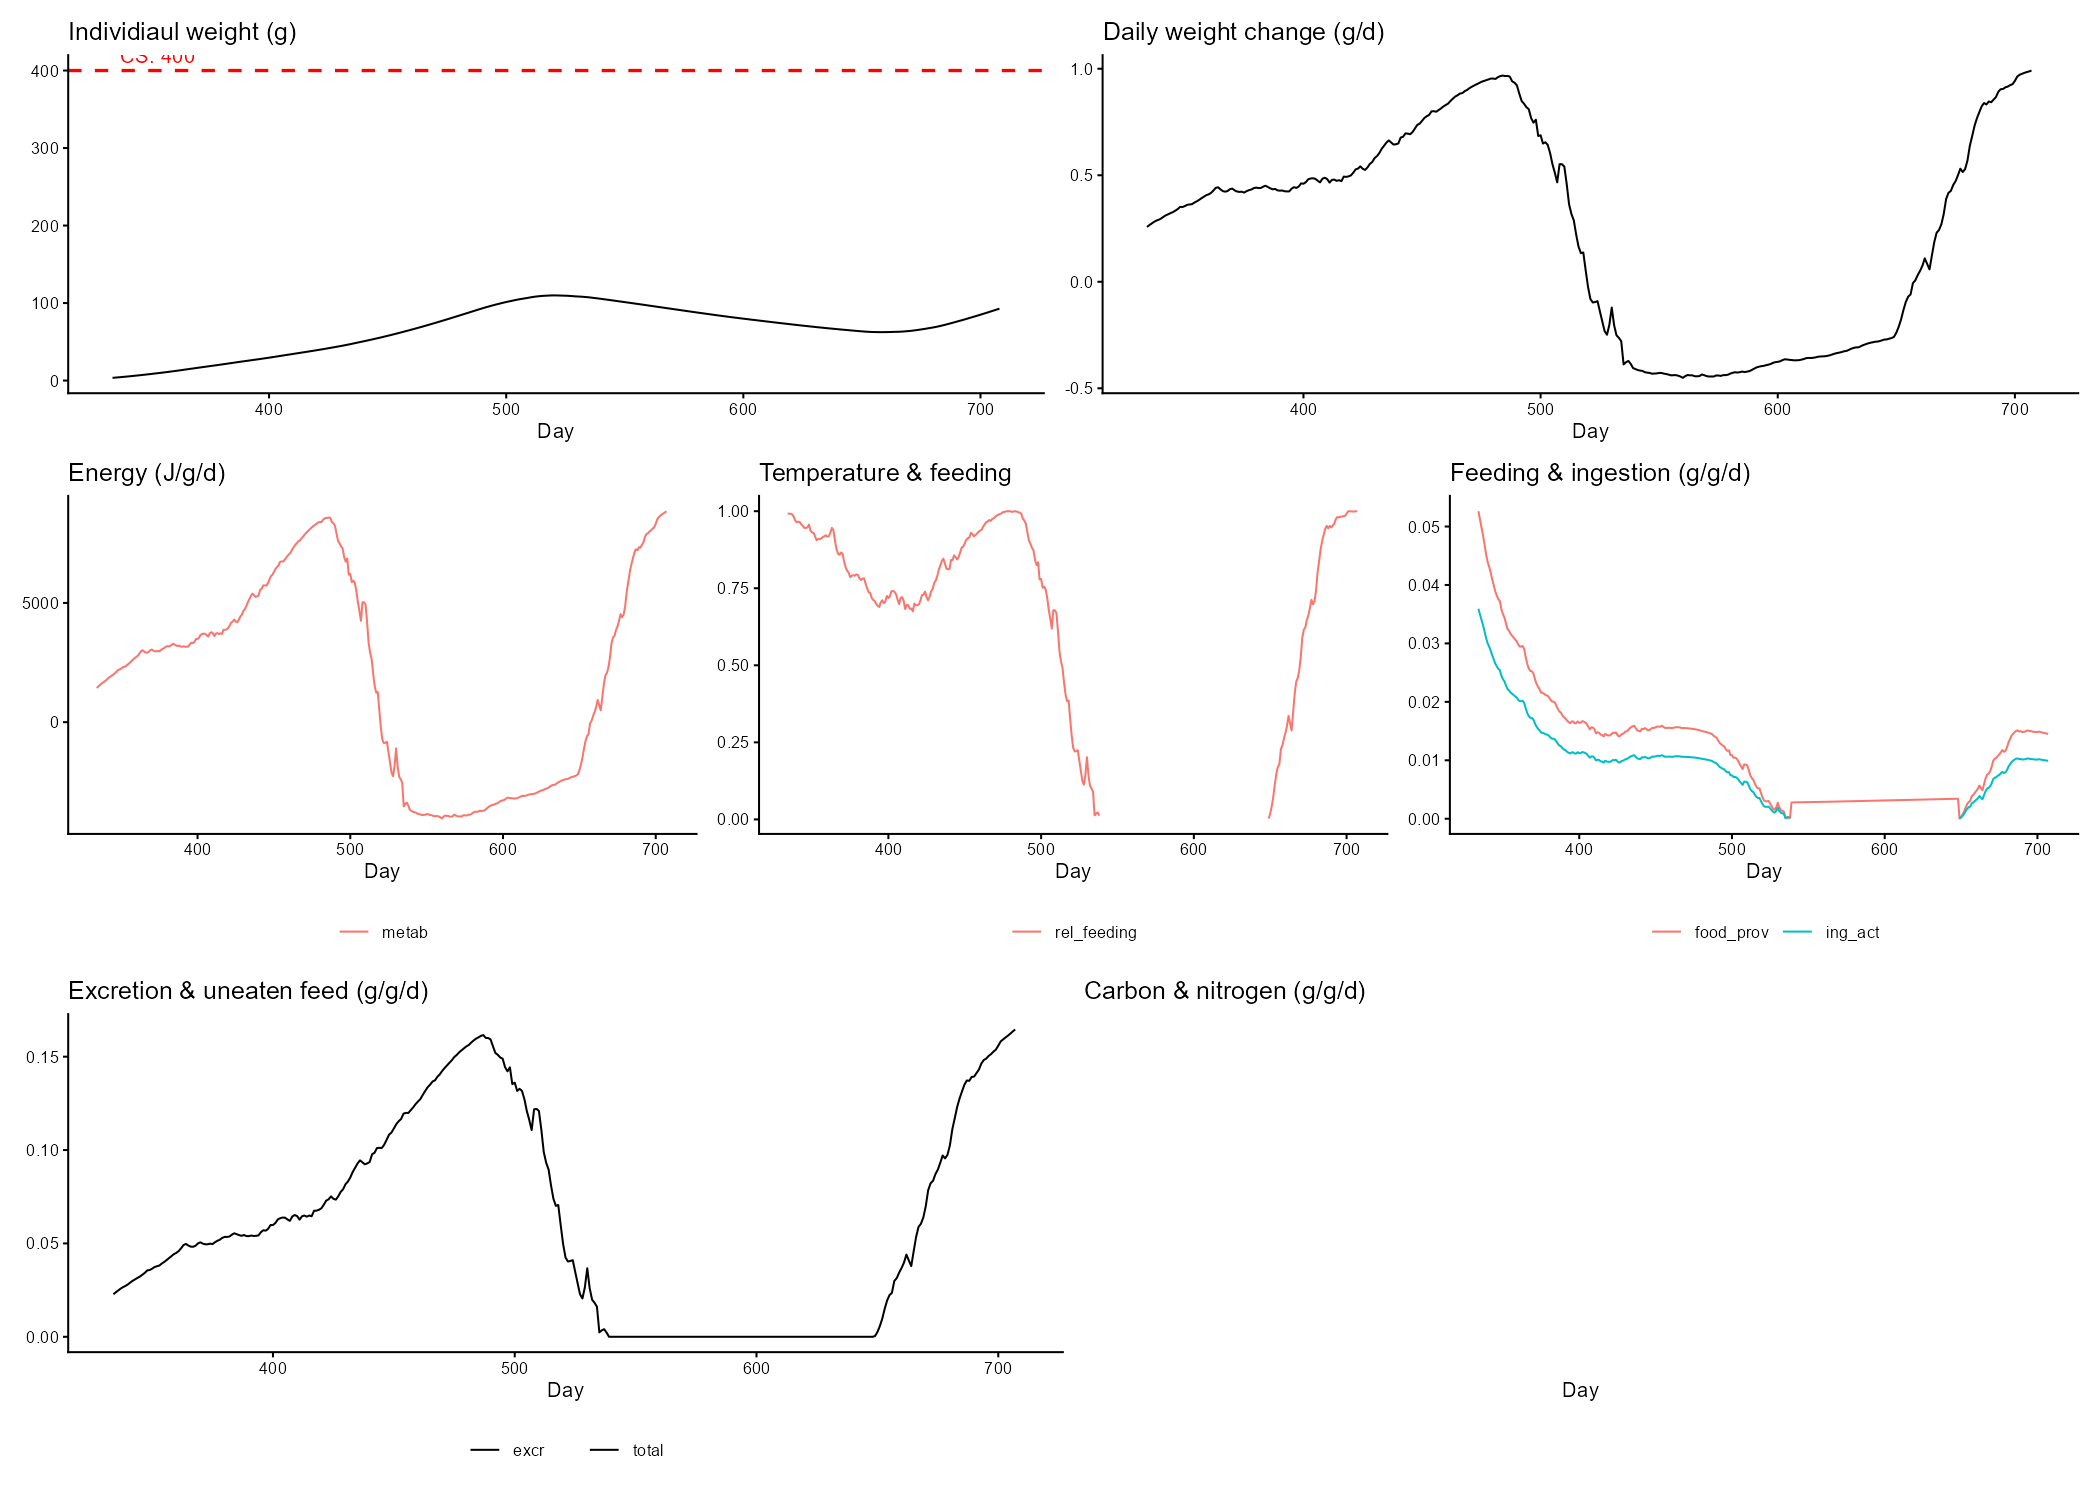 Individiaul weight (g)
CS: 400
400
300
200
100
0
400 500 600 700
Day
Daily weight change (g/d)
1.0
0.5
0.0
-0.5
400 500 600 700
Day
Energy (J/g/d)
5000
0
400 500 600 700
Day
metab
Temperature & feeding
1.00
0.75
0.50
0.25
0.00
400 500 600 700
Day
rel_feeding
Feeding & ingestion (g/g/d)
0.05
0.04
0.03
0.02
0.01
0.00
400 500 600 700
Day
food_prov ing_act
Excretion & uneaten feed (g/g/d)
0.15
0.10
0.05
0.00
400 500 600 700
Day
excr total
Carbon & nitrogen (g/g/d)
Day